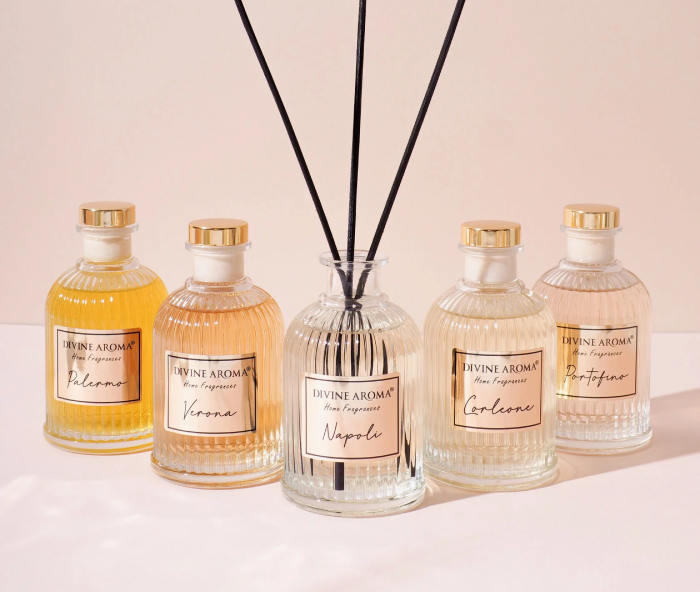 DIVINE AROMA®
Home Fragrances
Palermo
DIVINE AROMA®
Home Fragrances
Verona
DIVINE AROMA®
Home Fragrances
Napoli
DIVINE AROMA®
Home Fragrances
Corleone
DIVINE AROMA®
Home Fragrances
Portofino